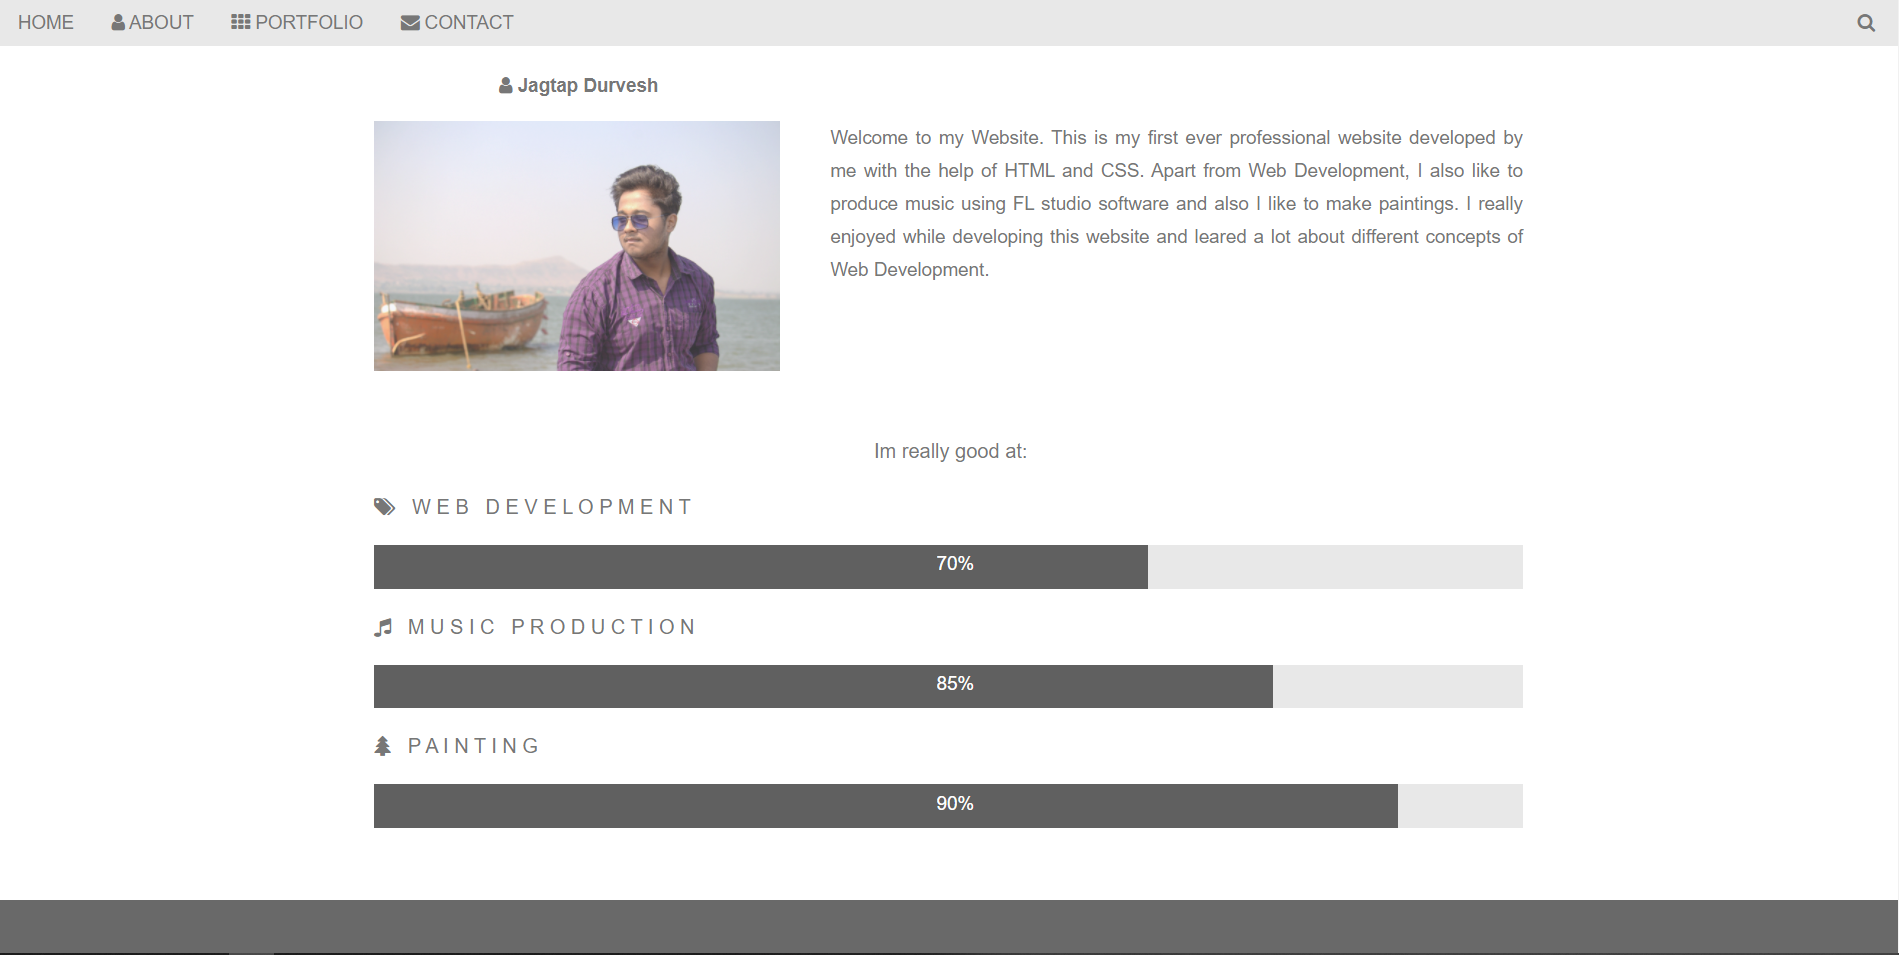 HOME ABOUT PORTFOLIO CONTACT
Jagtap Durvesh
Welcome to my Website. This is my first ever professional website developed by
me with the help of HTML and CSS. Apart from Web Development, I also like to
produce music using FL studio software and also I like to make paintings. I really
enjoyed while developing this website and leared a lot about different concepts of
Web Development.
Im really good at:
WEB DEVELOPMENT
70%
MUSIC PRODUCTION
85%
PAINTING
90%